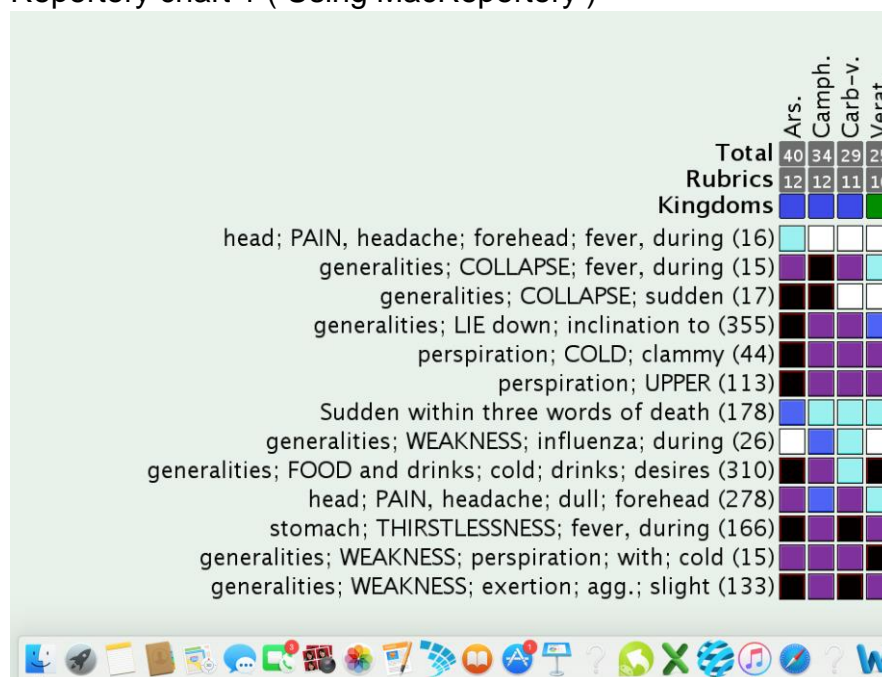 Repertory chart 1 ( Using MacRepertory )
Ars. Camph. Carb-v. Verat
Total 40 34 29 25
Rubrics 12 12 11 10
Kingdoms
head; PAIN, headache; forehead; fever, during (16)
generalities; COLLAPSE; fever, during (15)
generalities; COLLAPSE; sudden (17)
generalities; LIE down; inclination to (355)
perspiration; COLD; clammy (44)
perspiration; UPPER (113)
Sudden within three words of death (178)
generalities; WEAKNESS; influenza; during (26)
generalities; FOOD and drinks; cold; drinks; desires (310)
head; PAIN, headache; dull; forehead (278)
stomach; THIRSTLESSNESS; fever, during (166)
generalities; WEAKNESS; perspiration; with; cold (15)
generalities; WEAKNESS; exertion; agg.; slight (133)